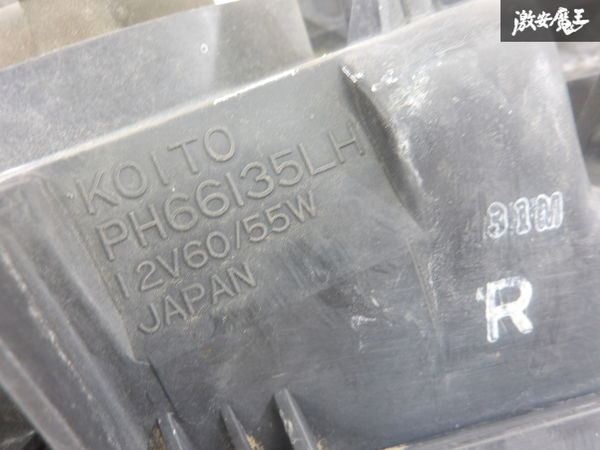 激安魔王
KOITO
PH66135LH
12V60/55W
JAPAN
31M
R